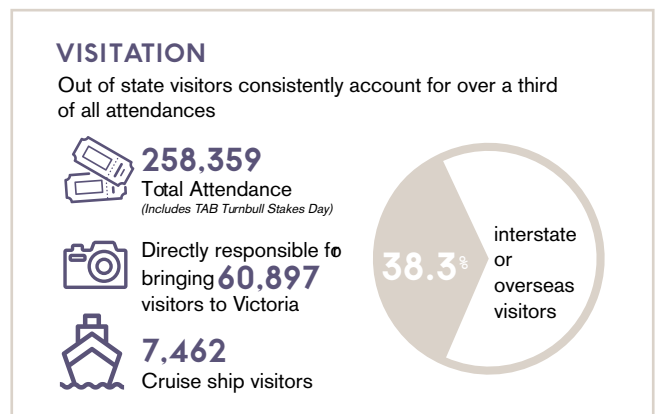 VISITATION
Out of state visitors consistently account for over a third
of all attendances
258,359
Total Attendance
(Includes TAB Turnbull Stakes Day)
Directly responsible for
bringing 60,897
visitors to Victoria
7,462
Cruise ship visitors
38.3%
interstate
or
overseas
visitors